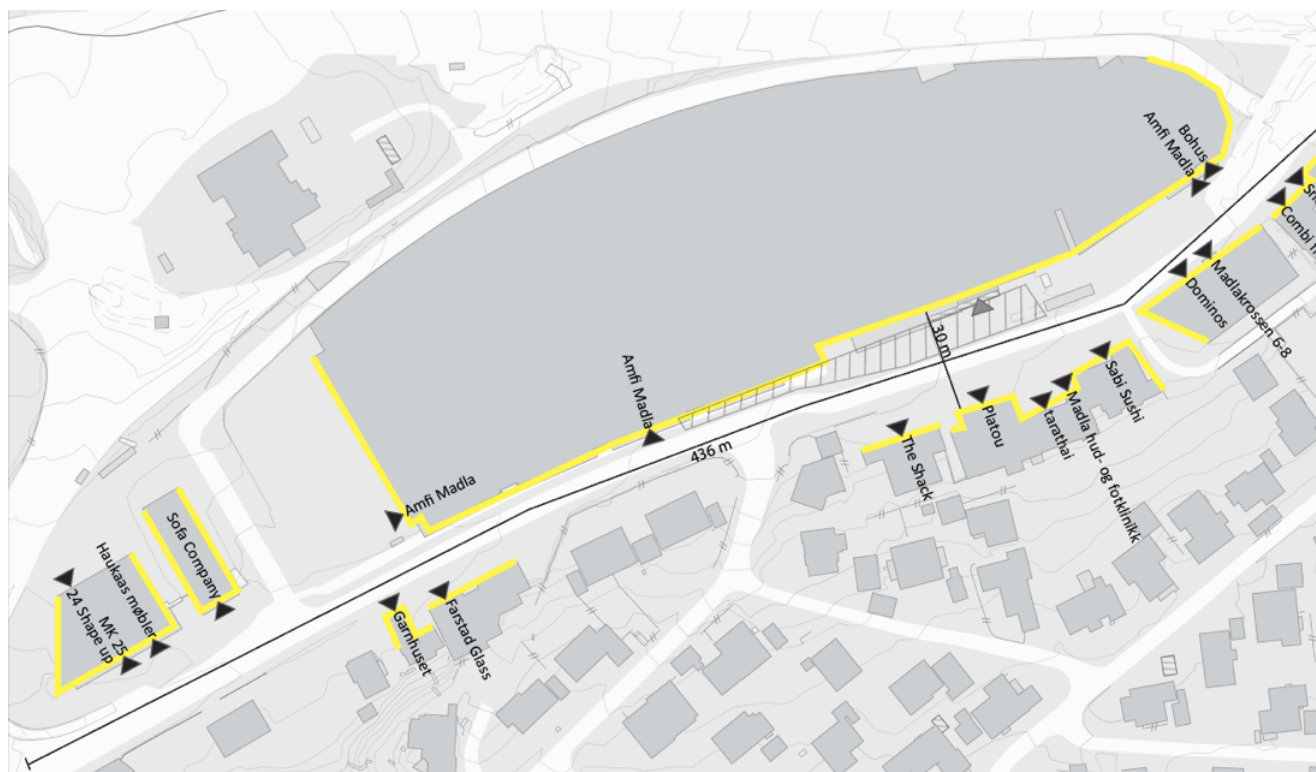 Bohus
Amfi Madla
Madlakrossen 6-8
Dominos
Sabi Sushi
Madla hud- og fotklinikk
tarathai
Platou
The Shack
30 m
Amfi Madla
436 m
Amfi Madla
Farstad Glass
Garnhuset
Sofa Company
Haukaas møbler
MK 25
24 Shape up
Combi